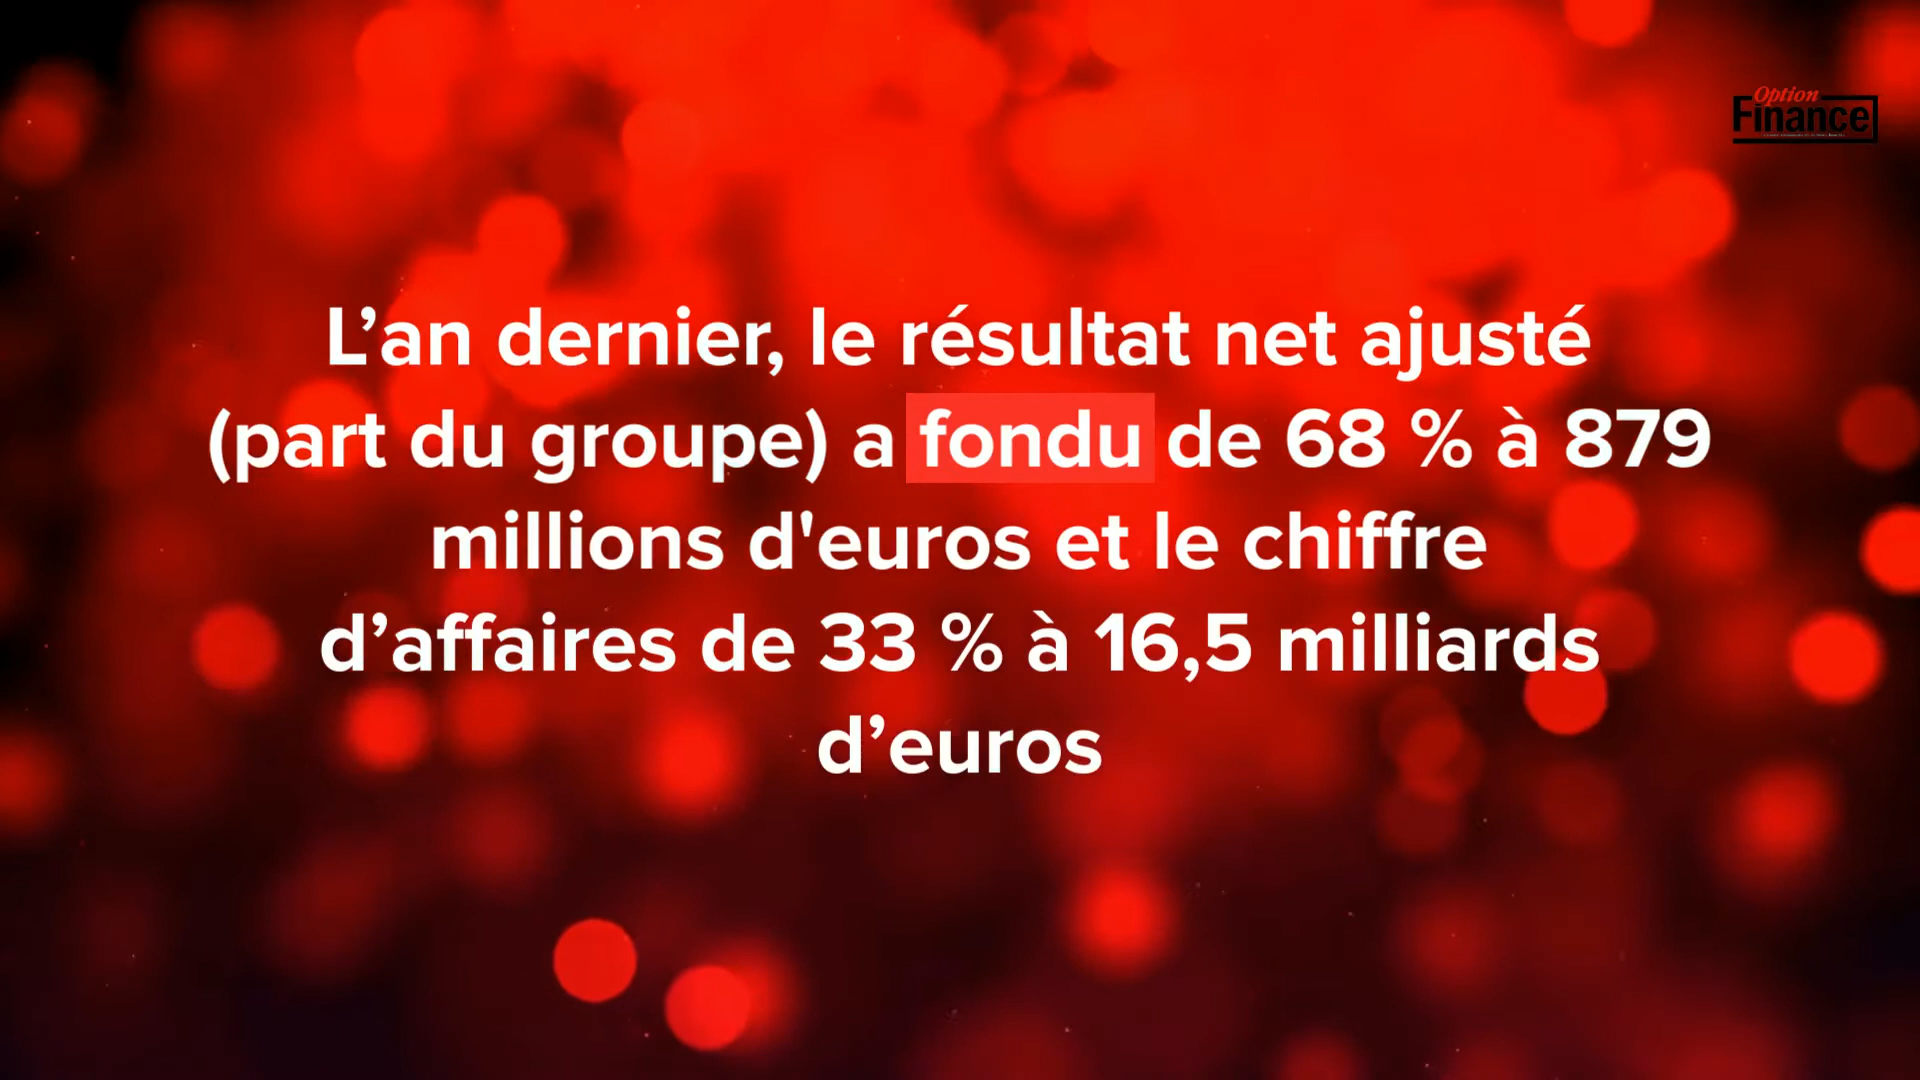 Option
Finance
L’an dernier, le résultat net ajusté
(part du groupe) a fondu de 68 % à 879
millions d'euros et le chiffre
d’affaires de 33 % à 16,5 milliards
d’euros